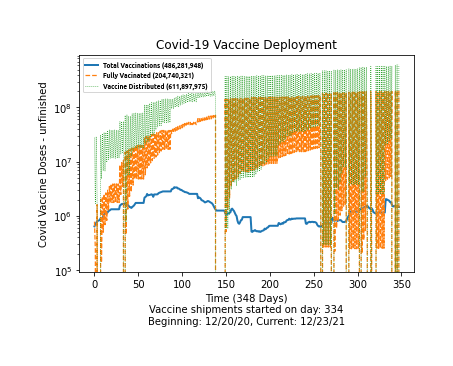 Covid-19 Vaccine Deployment
Total Vaccinations (486,281,948)
Fully Vacinated (204,740,321)
Vaccine Distributed (611,897,975)
Covid Vaccine Doses - unfinished
10⁸
10⁷
10⁶
10⁵
0 50 100 150 200 250 300 350
Time (348 Days)
Vaccine shipments started on day: 334
Beginning: 12/20/20, Current: 12/23/21